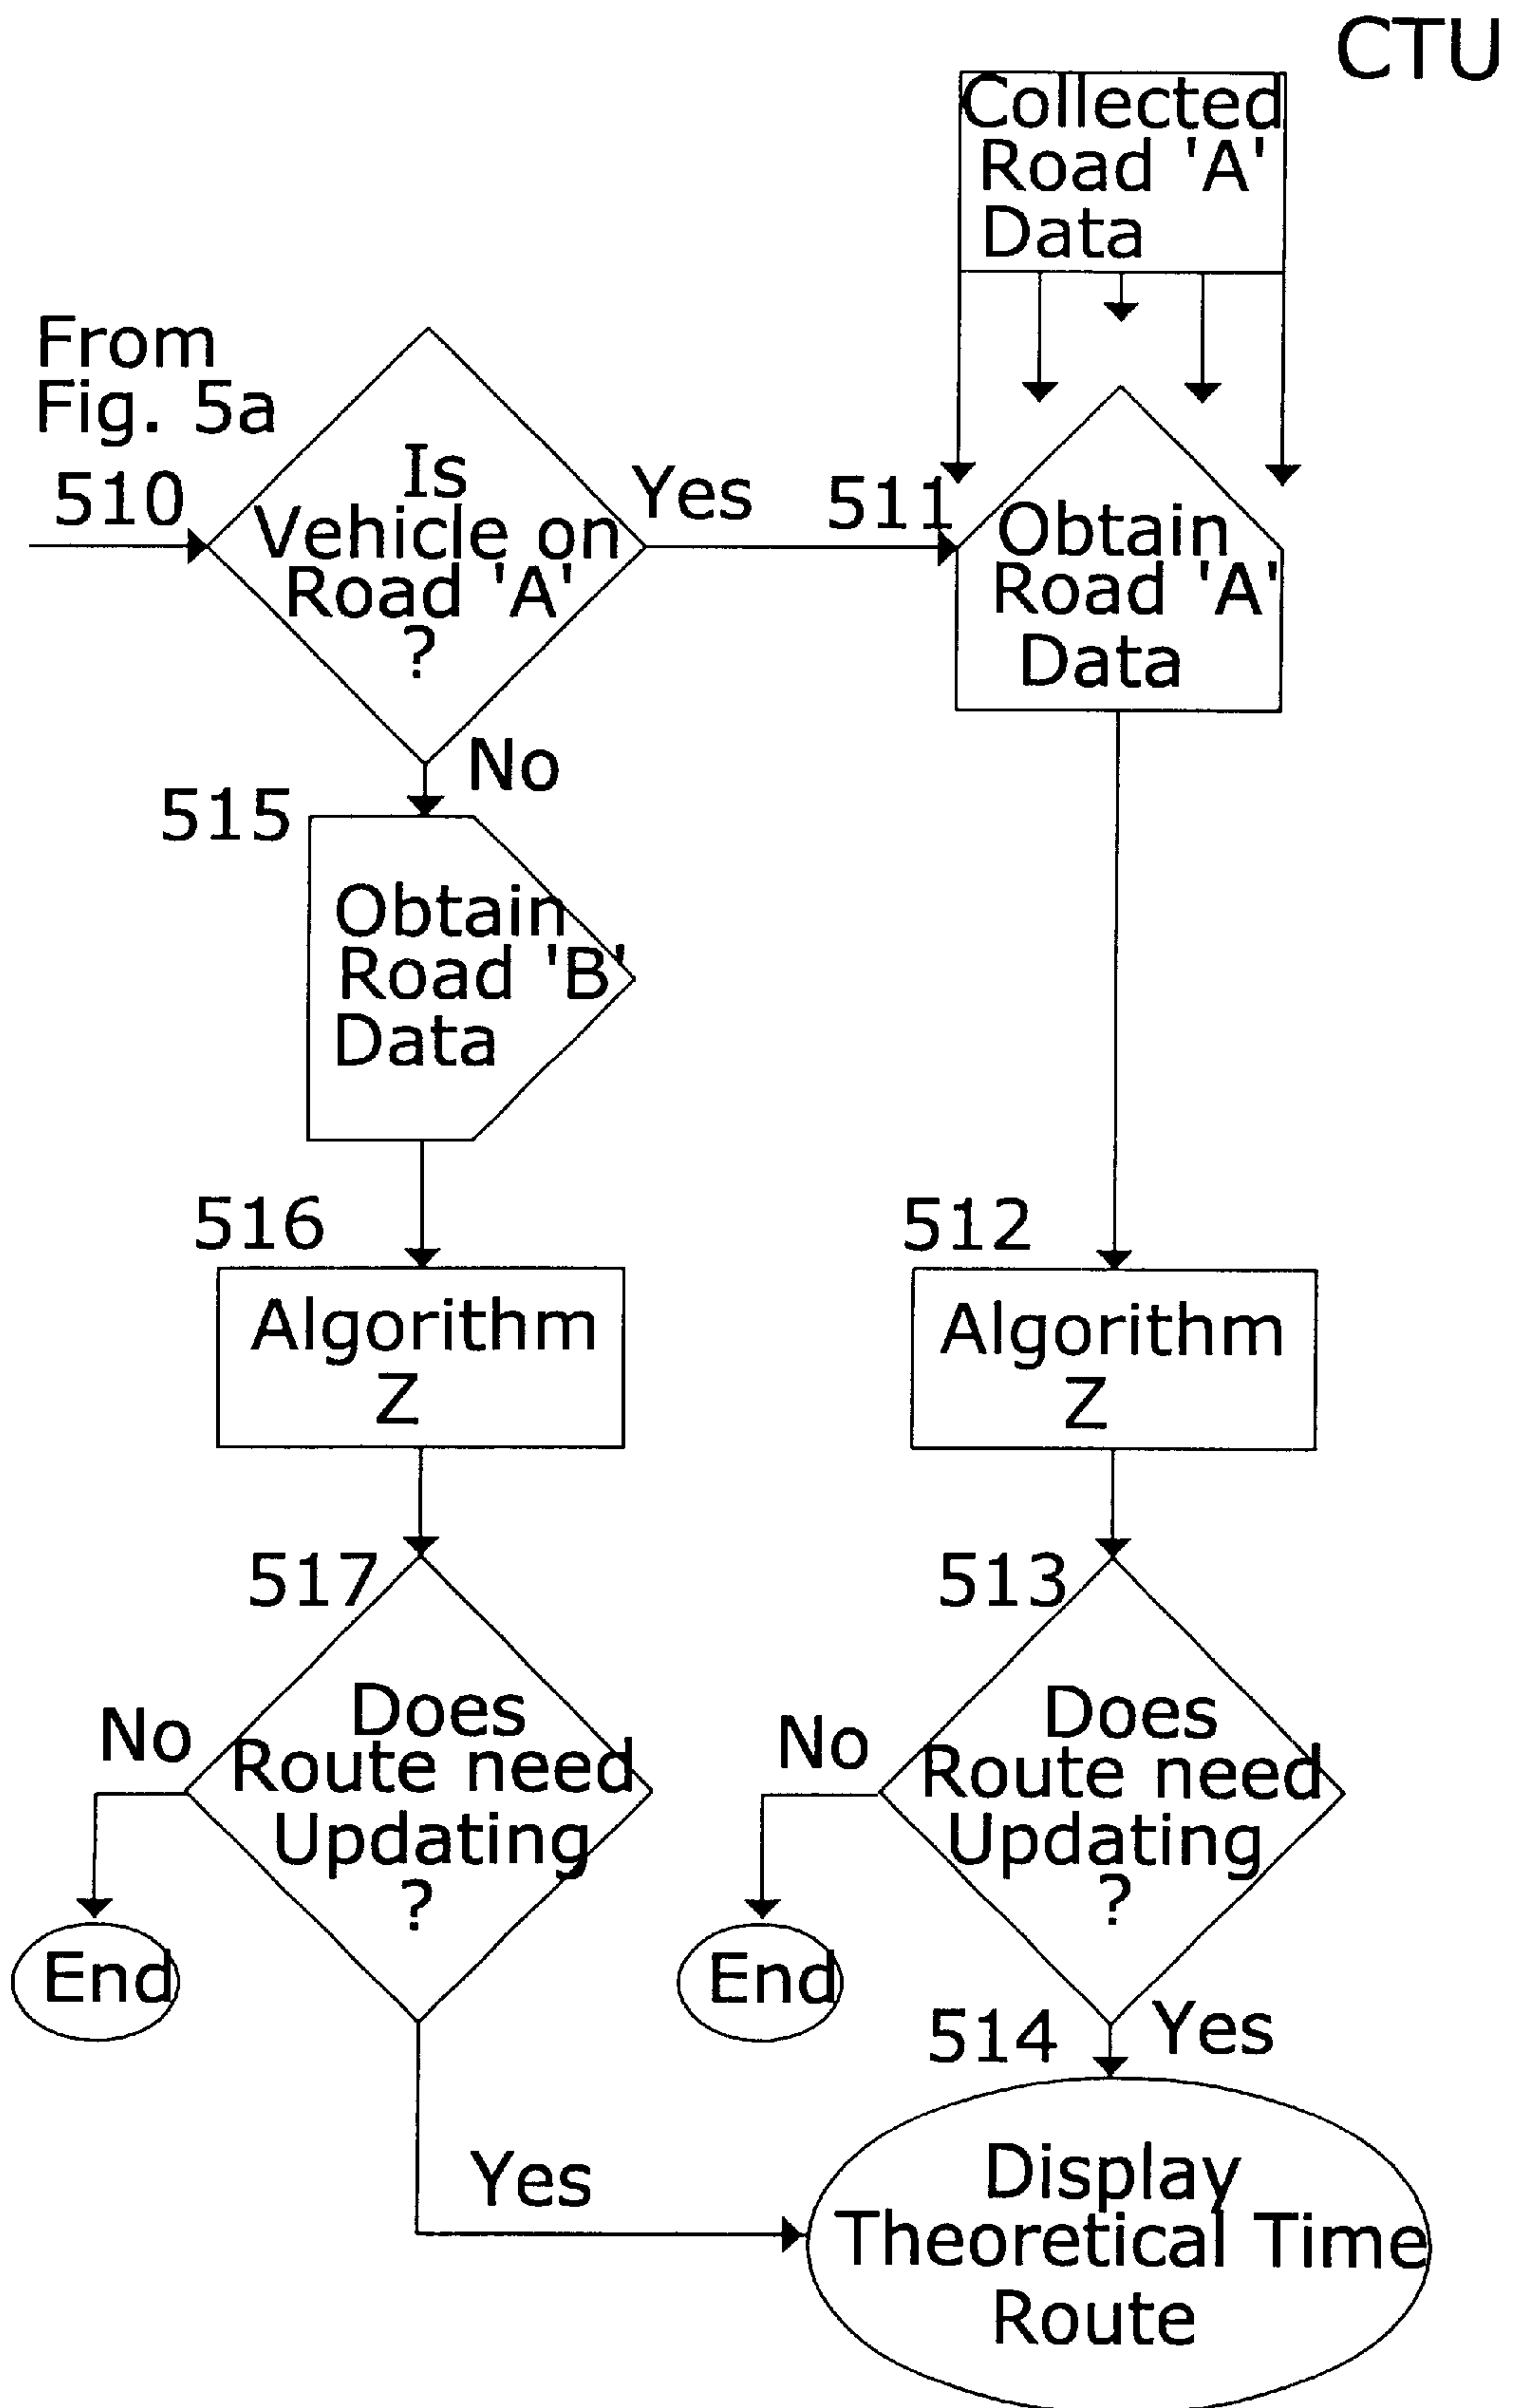 CTU
Collected
Road 'A'
Data
From
Fig. 5a
510
Is
Vehicle on
Road 'A'
?
Yes
511
Obtain
Road 'A'
Data
No
515
Obtain
Road 'B'
Data
516
Algorithm
Z
512
Algorithm
Z
517
Does
Route need
Updating
?
No
End
513
Does
Route need
Updating
?
No
End
514
Yes
Yes
Display
Theoretical Time
Route